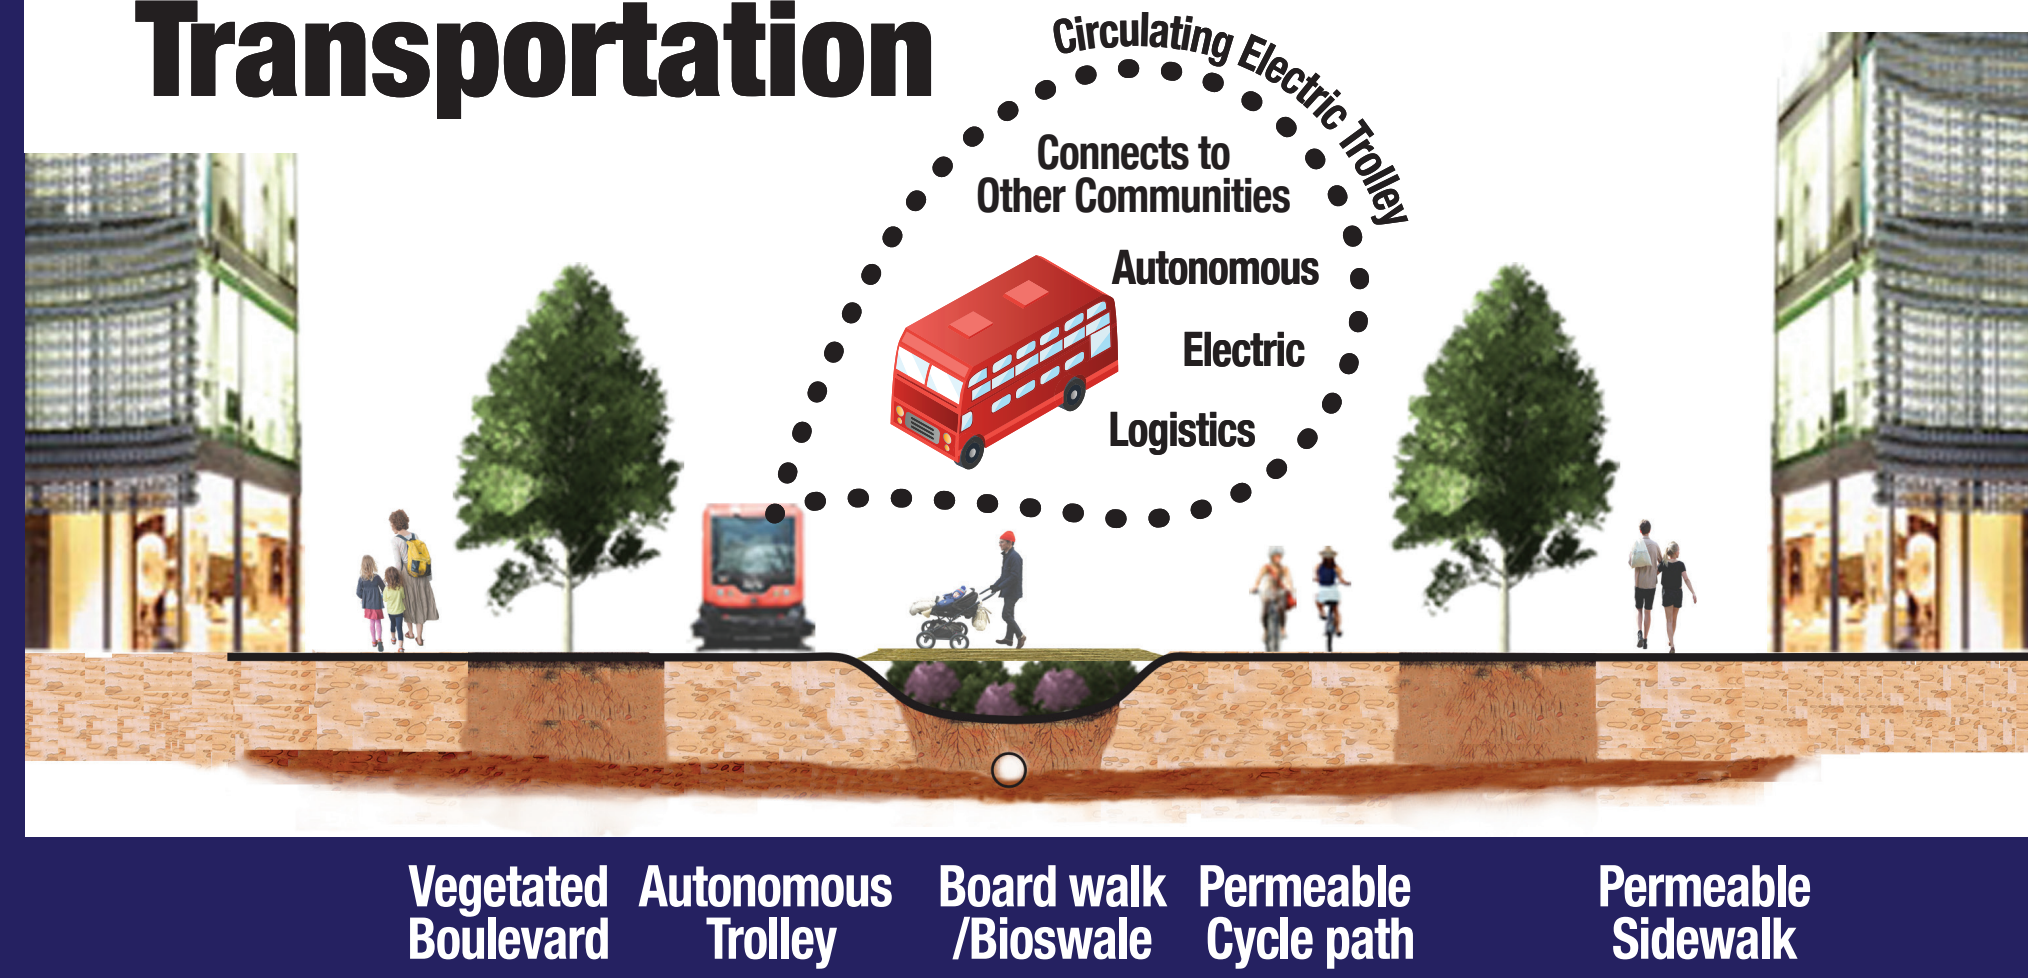 Transportation
Circulating Electric Trolley
Connects to
Other Communities
Autonomous
Electric
Logistics
Vegetated
Boulevard
Autonomous
Trolley
Board walk
/Bioswale
Permeable
Cycle path
Permeable
Sidewalk